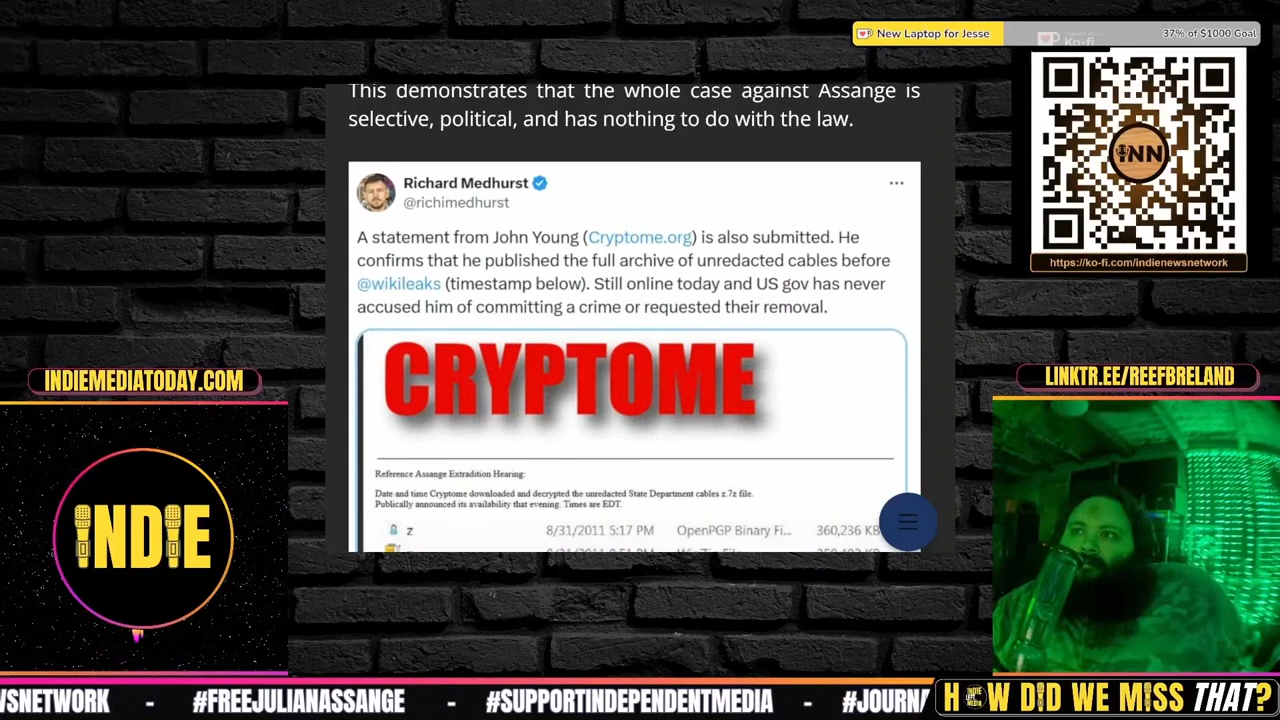 New Laptop for Jesse
37% of $1000 Goal
Ko-fi
iNN
https://ko-fi.com/indienewsnetwork
This demonstrates that the whole case against Assange is
selective, political, and has nothing to do with the law.
Richard Medhurst
@richimedhurst
A statement from John Young (Cryptome.org) is also submitted. He
confirms that he published the full archive of unredacted cables before
@wikileaks (timestamp below). Still online today and US gov has never
accused him of committing a crime or requested their removal.
CRYPTOME
Reference Assange Extradition Hearing:
Date and time Cryptome downloaded and decrypted the unredacted State Department cables z.7z file.
Publically announced its availability that evening. Times are EDT.
z 8/31/2011 5:17 PM OpenPGP Binary Fi... 360,236 KB
INDIEMEDIATODAY.COM
INDIE
LINKTR.EE/REEFBRELAND
WSNETWORK - #FREEJULIANASSANGE - #SUPPORTINDEPENDENTMEDIA - #JOURN
HOW DID WE MISS THAT?